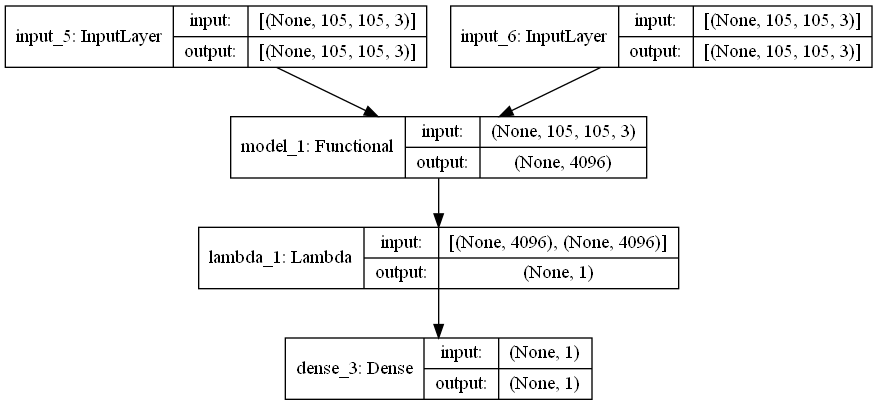 input_5: InputLayer
input: [(None, 105, 105, 3)]
output: [(None, 105, 105, 3)]
input_6: InputLayer
input: [(None, 105, 105, 3)]
output: [(None, 105, 105, 3)]
model_1: Functional
input: (None, 105, 105, 3)
output: (None, 4096)
lambda_1: Lambda
input: [(None, 4096), (None, 4096)]
output: (None, 1)
dense_3: Dense
input: (None, 1)
output: (None, 1)